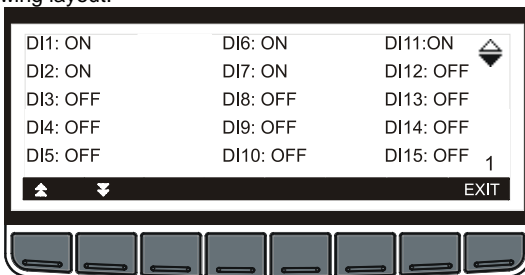 wing layout.
DI1: ON DI6: ON DI11:ON
DI2: ON DI7: ON DI12: OFF
DI3: OFF DI8: OFF DI13: OFF
DI4: OFF DI9: OFF DI14: OFF
DI5: OFF DI10: OFF DI15: OFF
1
EXIT